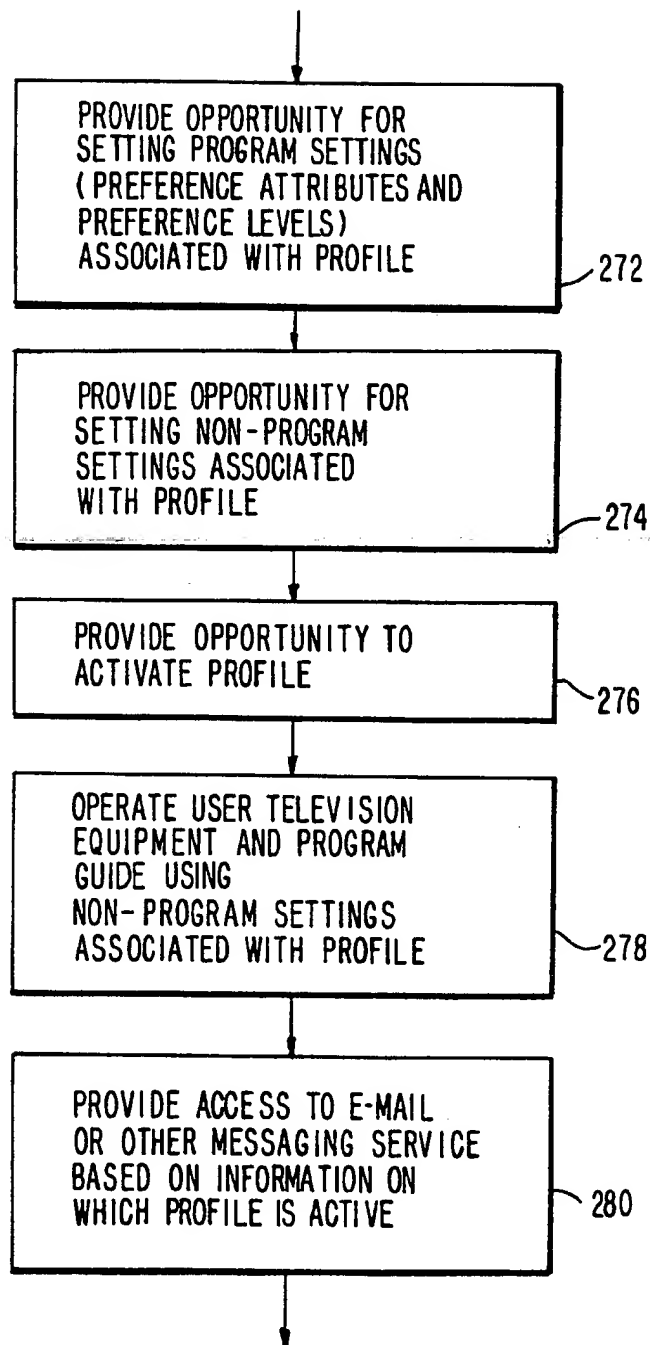 PROVIDE OPPORTUNITY FOR
SETTING PROGRAM SETTINGS
(PREFERENCE ATTRIBUTES AND
PREFERENCE LEVELS)
ASSOCIATED WITH PROFILE
272
PROVIDE OPPORTUNITY FOR
SETTING NON-PROGRAM
SETTINGS ASSOCIATED
WITH PROFILE
274
PROVIDE OPPORTUNITY TO
ACTIVATE PROFILE
276
OPERATE USER TELEVISION
EQUIPMENT AND PROGRAM
GUIDE USING
NON-PROGRAM SETTINGS
ASSOCIATED WITH PROFILE
278
PROVIDE ACCESS TO E-MAIL
OR OTHER MESSAGING SERVICE
BASED ON INFORMATION ON
WHICH PROFILE IS ACTIVE
280